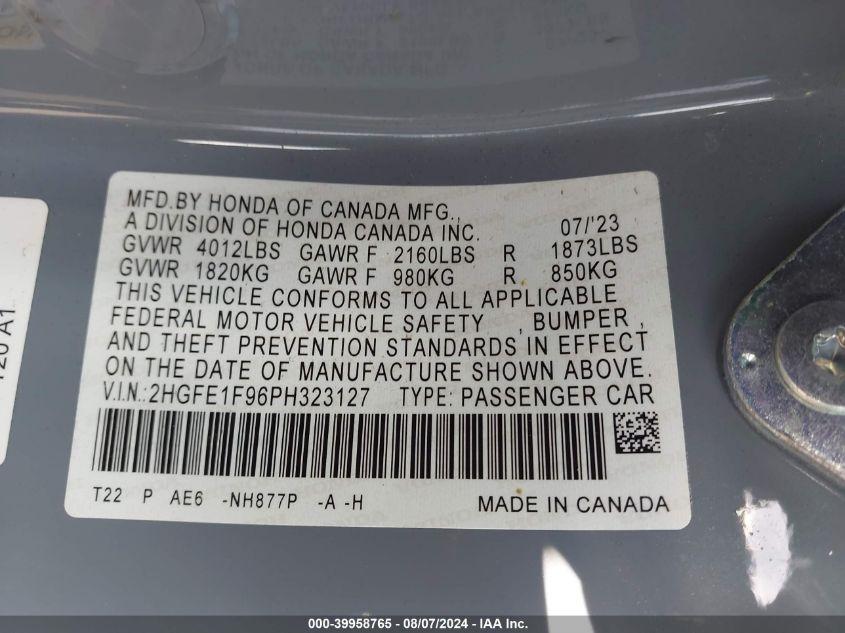 MFD.BY HONDA OF CANADA MFG.,
A DIVISION OF HONDA CANADA INC. 07/'23
GVWR 4012LBS GAWR F 2160LBS R 1873LBS
GVWR 1820KG GAWR F 980KG R 850KG
THIS VEHICLE CONFORMS TO ALL APPLICABLE
FEDERAL MOTOR VEHICLE SAFETY , BUMPER ,
AND THEFT PREVENTION STANDARDS IN EFFECT
ON THE DATE OF MANUFACTURE SHOWN ABOVE.
V.I.N.: 2HGFE1F96PH323127 TYPE: PASSENGER CAR
T22 P AE6 -NH877P -A -H MADE IN CANADA
120 A1
000-39958765 - 08/07/2024 - IAA Inc.